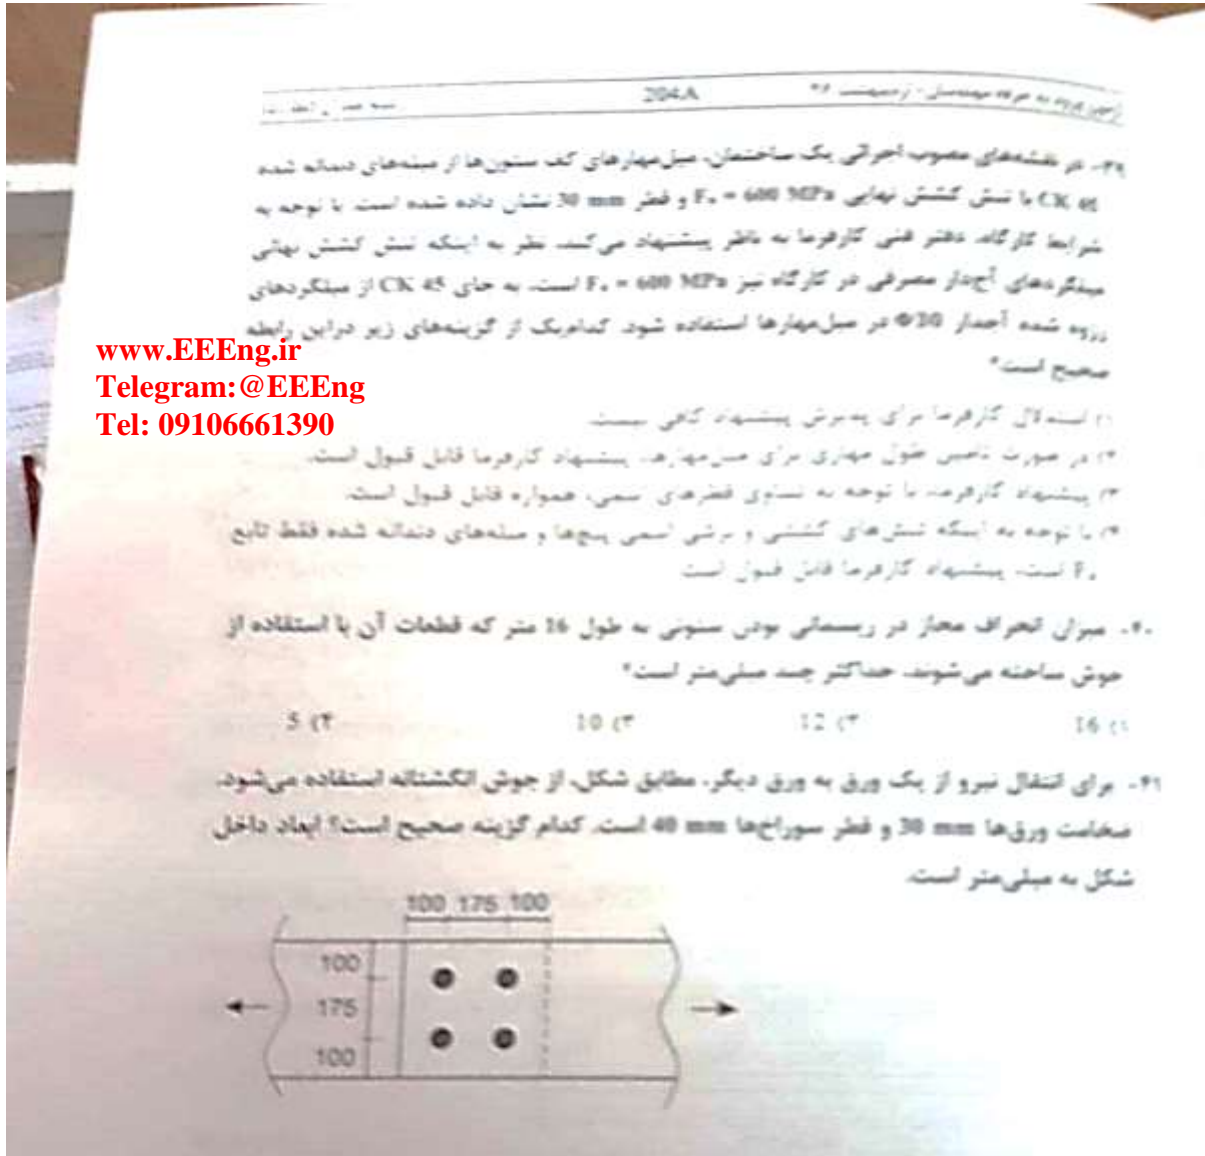 204A
۳۹- در نقشه‌های مصوب اجرائی یک ساختمان، میل‌مهارهای کف ستون‌ها از میله‌های دندانه شده
CK 45 با تنش کششی نهایی Fᵤ = 600 MPa و قطر 30 mm نشان داده شده است. با توجه به
شرایط کارگاه، دفتر فنی کارفرما به ناظر پیشنهاد می‌کند، نظر به اینکه تنش کششی نهایی
میلگردهای آجدار مصرفی در کارگاه نیز Fᵤ = 600 MPa است، به جای CK 45 از میلگردهای
رزوه شده آجدار Φ30 در میل‌مهارها استفاده شود. کدام‌یک از گزینه‌های زیر دراین رابطه
صحیح است؟
www.EEEng.ir
Telegram:@EEEng
Tel: 09106661390
۱) استدلال کارفرما برای پذیرش پیشنهاد کافی نیست.
۲) در صورت تأمین طول مهاری برای میل‌مهارها، پیشنهاد کارفرما قابل قبول است.
۳) پیشنهاد کارفرما، با توجه به تساوی قطرهای اسمی، همواره قابل قبول است.
۴) با توجه به اینکه تنش‌های کششی و برشی اسمی پیچ‌ها و میله‌های دندانه شده فقط تابع
Fᵤ است، پیشنهاد کارفرما قابل قبول است
۴۰- میزان انحراف مجاز در ریسمانی بودن ستونی به طول 16 متر که قطعات آن با استفاده از
جوش ساخته می‌شوند، حداکثر چند میلی‌متر است؟
۱) 16 ۲) 12 ۳) 10 ۴) 5
۴۱- برای انتقال نیرو از یک ورق به ورق دیگر، مطابق شکل، از جوش انگشتانه استفاده می‌شود.
ضخامت ورق‌ها 30 mm و قطر سوراخ‌ها 40 mm است. کدام گزینه صحیح است؟ ابعاد داخل
شکل به میلی‌متر است.
100 175 100
100
175
100